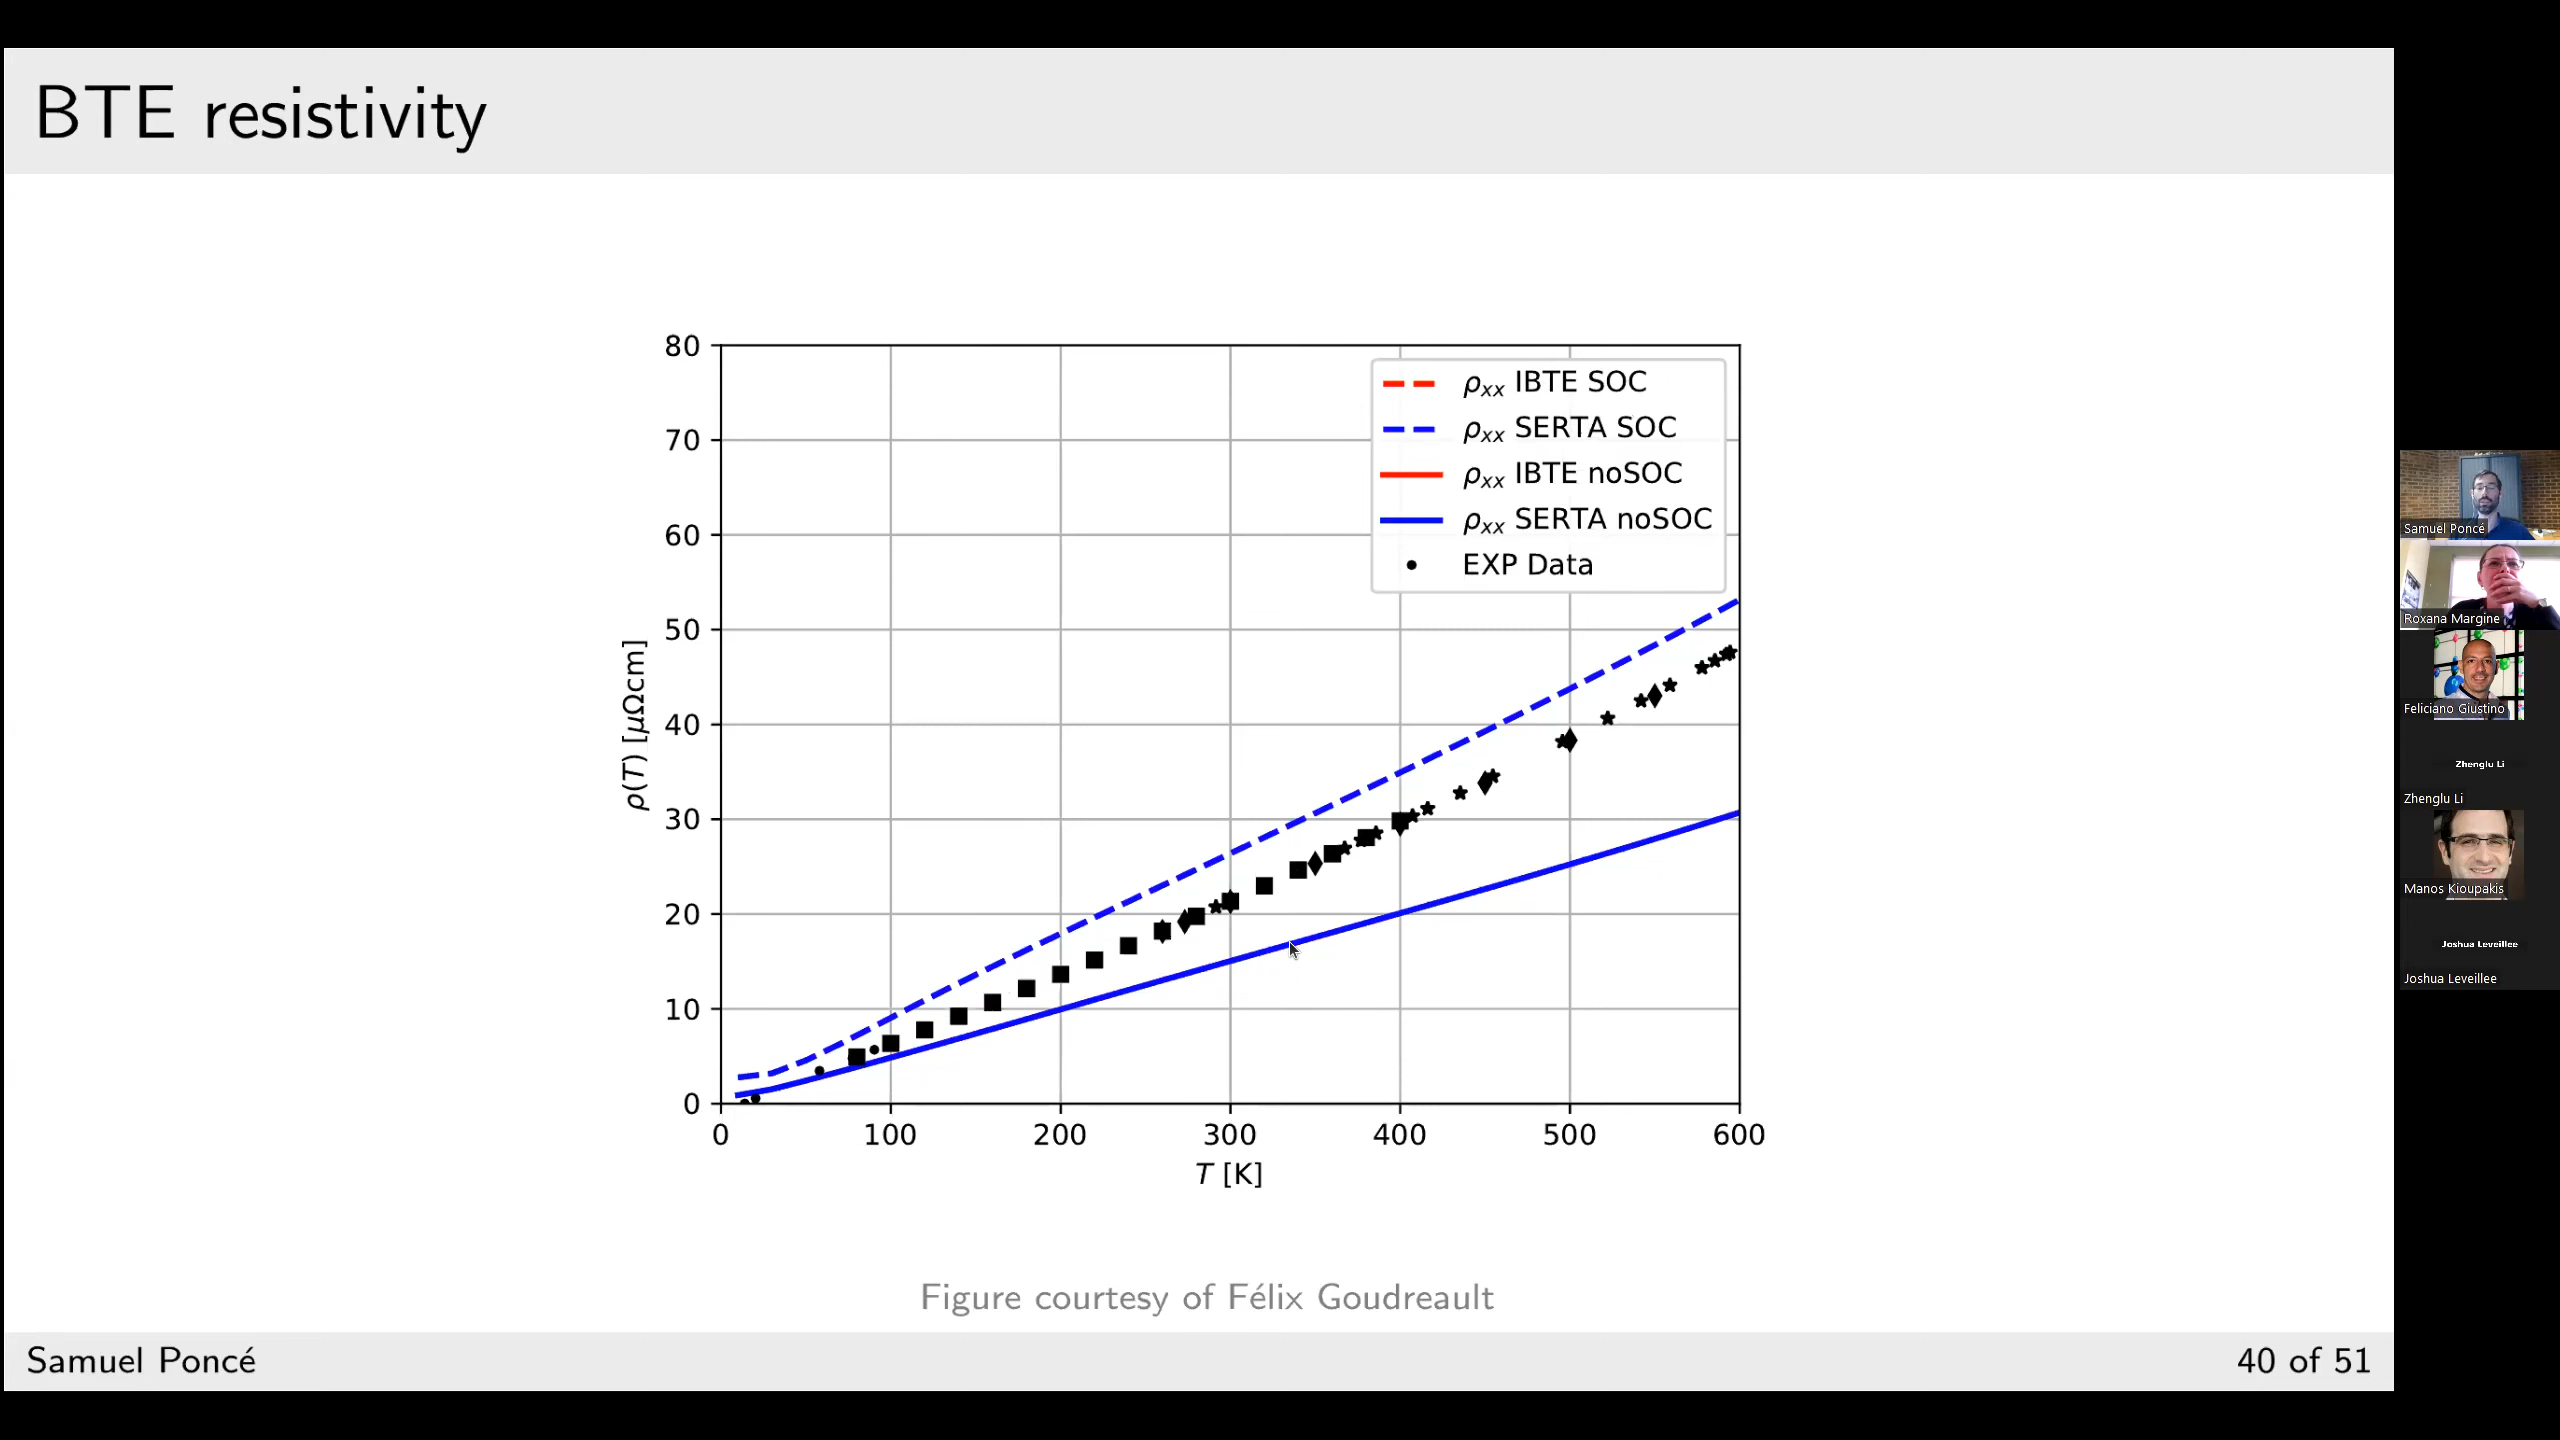 BTE resistivity
80
70
60
50
40
30
20
10
0
ρ(T) [μΩcm]
ρxx IBTE SOC
ρxx SERTA SOC
ρxx IBTE noSOC
ρxx SERTA noSOC
EXP Data
0 100 200 300 400 500 600
T [K]
Figure courtesy of Félix Goudreault
Samuel Poncé
40 of 51
Samuel Poncé
Roxana Margine
Feliciano Giustino
Zhenglu Li
Zhenglu Li
Manos Kioupakis
Joshua Leveillee
Joshua Leveillee